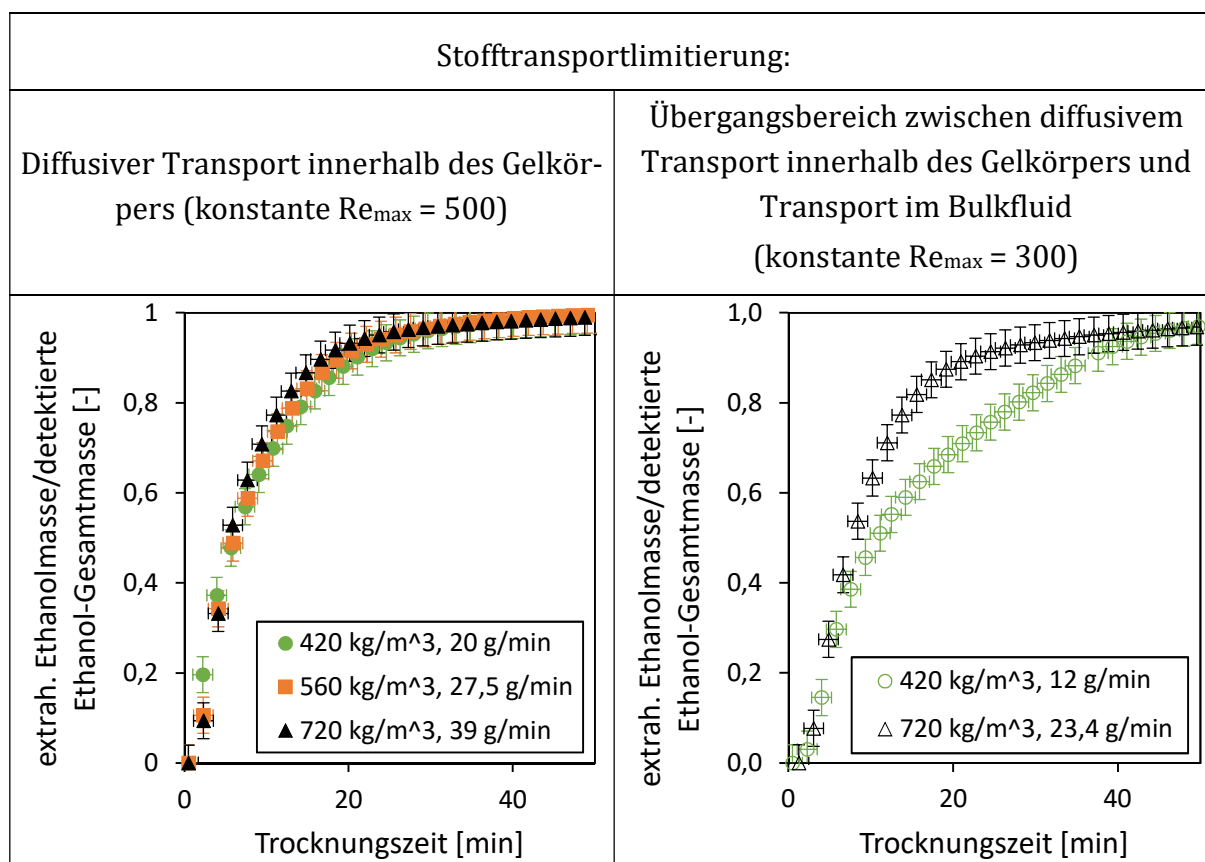 Stofftransportlimitierung:
Diffusiver Transport innerhalb des Gelkör-
pers (konstante Remax = 500)
Übergangsbereich zwischen diffusivem
Transport innerhalb des Gelkörpers und
Transport im Bulkfluid
(konstante Remax = 300)
extrah. Ethanolmasse/detektierte
Ethanol-Gesamtmasse [-]
1
0,8
0,6
0,4
0,2
0
0
20
40
420 kg/m^3, 20 g/min
560 kg/m^3, 27,5 g/min
720 kg/m^3, 39 g/min
Trocknungszeit [min]
extrah. Ethanolmasse/detektierte
Ethanol-Gesamtmasse [-]
1,0
0,8
0,6
0,4
0,2
0,0
0
20
40
420 kg/m^3, 12 g/min
720 kg/m^3, 23,4 g/min
Trocknungszeit [min]